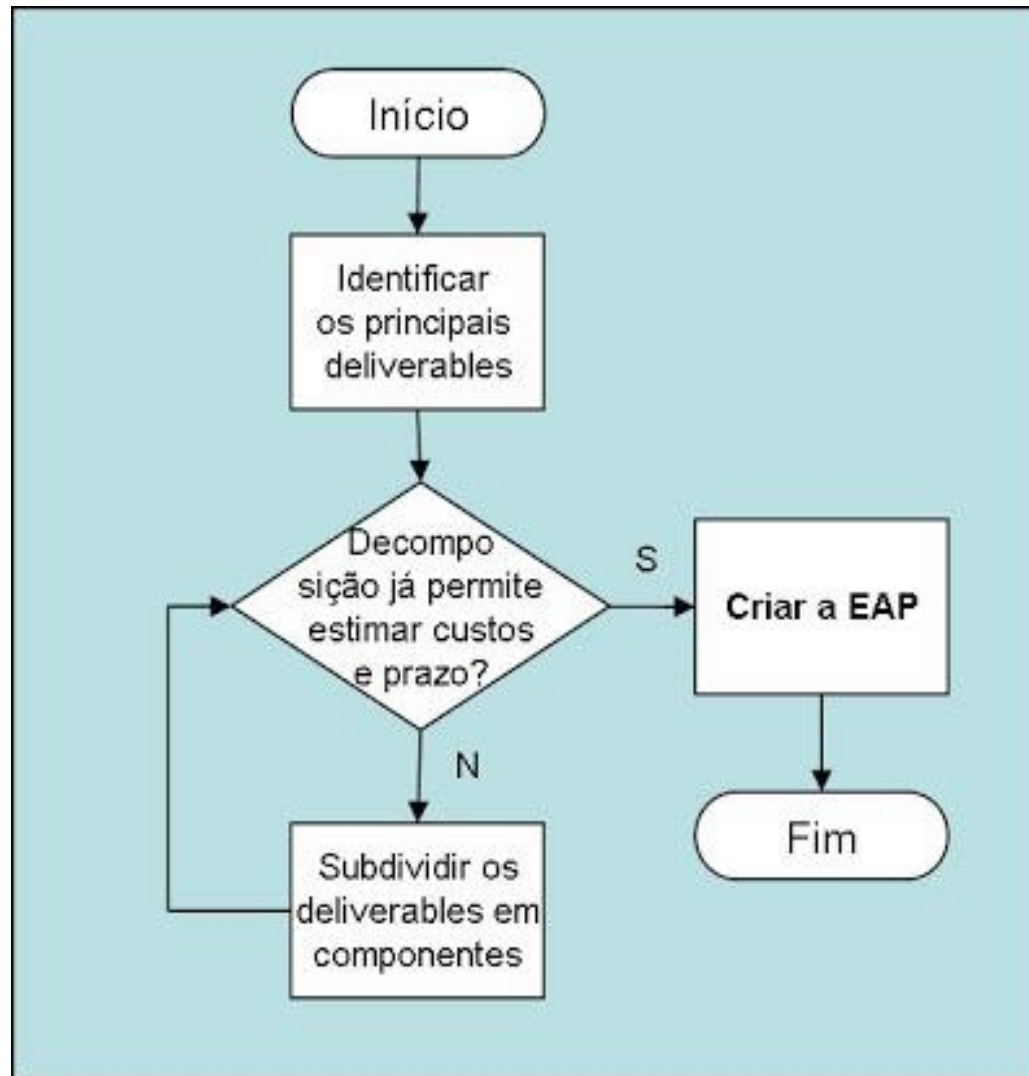 Início
Identificar
os principais
deliverables
Decompo
sição já permite
estimar custos
e prazo?
S
Criar a EAP
N
Fim
Subdividir os
deliverables em
componentes